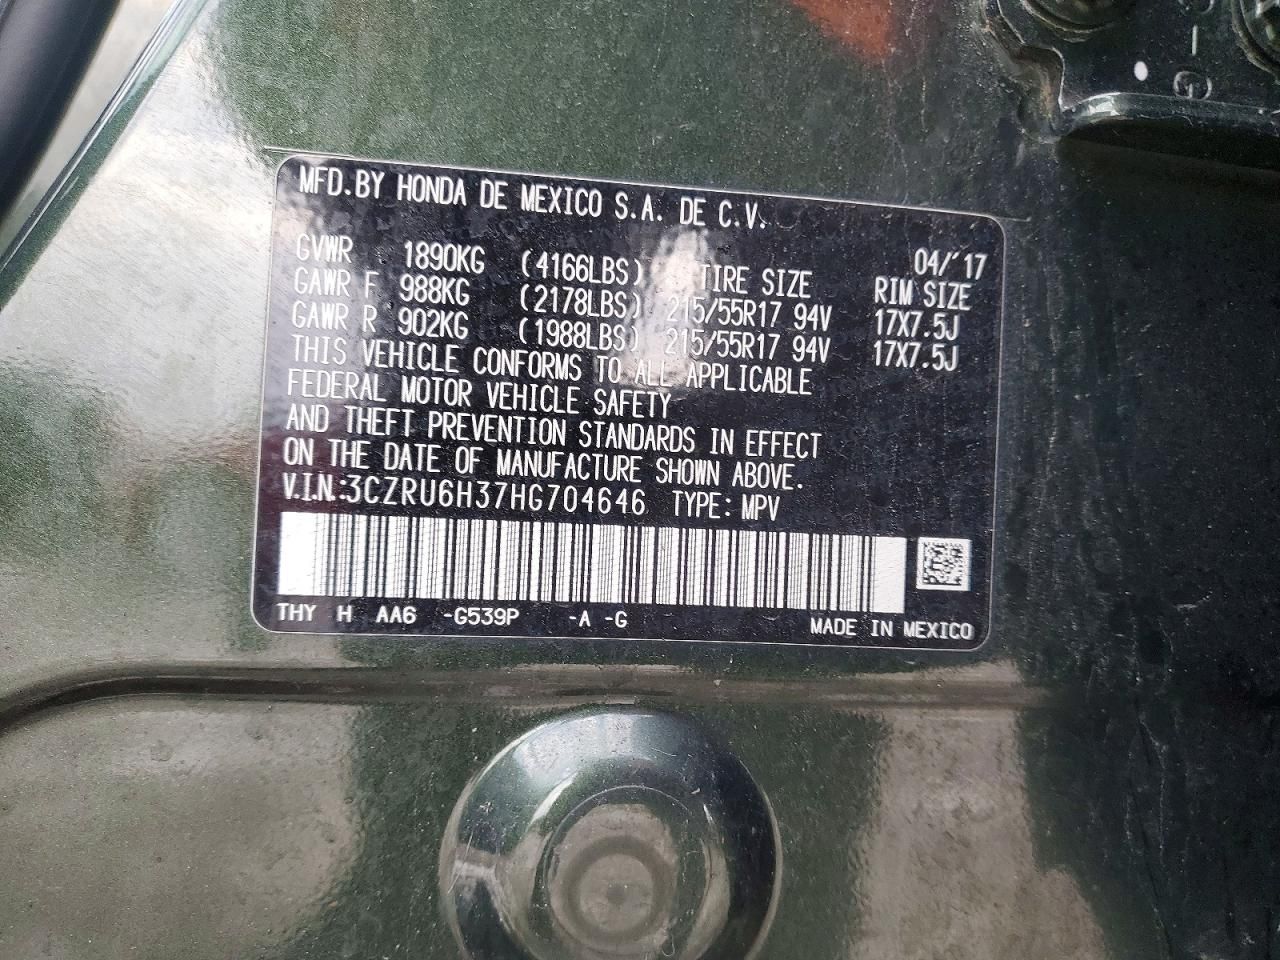 MFD.BY HONDA DE MEXICO S.A. DE C.V.
GVWR 1890KG (4166LBS) TIRE SIZE 04/'17
GAWR F 988KG (2178LBS) 215/55R17 94V RIM SIZE 17X7.5J
GAWR R 902KG (1988LBS) 215/55R17 94V 17X7.5J
THIS VEHICLE CONFORMS TO ALL APPLICABLE
FEDERAL MOTOR VEHICLE SAFETY
AND THEFT PREVENTION STANDARDS IN EFFECT
ON THE DATE OF MANUFACTURE SHOWN ABOVE.
V.I.N.:3CZRU6H37HG704646 TYPE: MPV
THY H AA6 -G539P -A -G MADE IN MEXICO